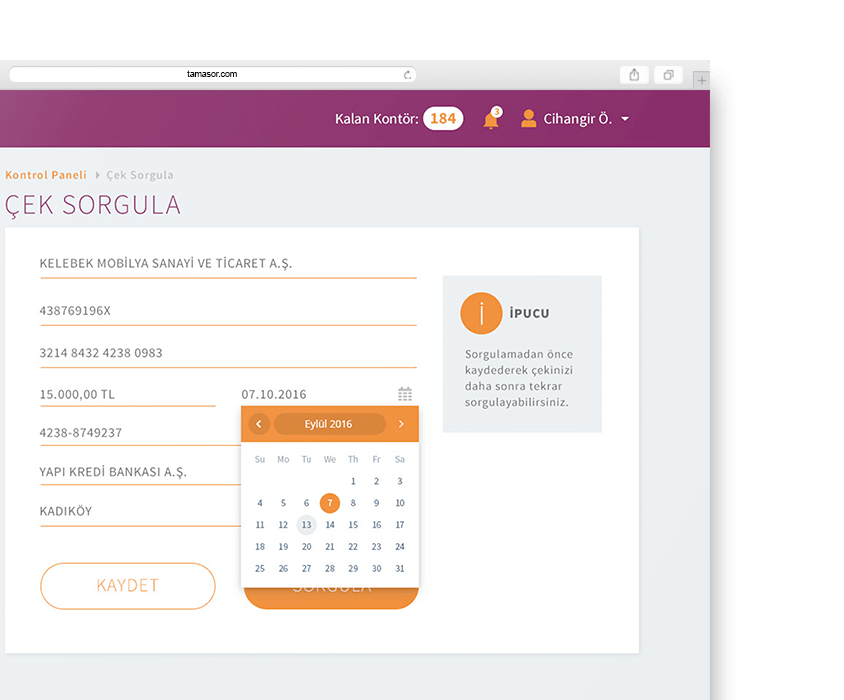 tamasor.com
Kalan Kontör: 184
3
Cihangir Ö.
Kontrol Paneli Çek Sorgula
ÇEK SORGULA
KELEBEK MOBİLYA SANAYİ VE TİCARET A.Ş.
438769196X
3214 8432 4238 0983
15.000,00 TL
07.10.2016
4238-8749237
YAPI KREDİ BANKASI A.Ş.
KADIKÖY
Eylül 2016
Su Mo Tu We Th Fr Sa
1 2 3
4 5 6 7 8 9 10
11 12 13 14 15 16 17
18 19 20 21 22 23 24
25 26 27 28 29 30 31
KAYDET
SORGULA
i İPUCU
Sorgulamadan önce
kaydederek çekinizi
daha sonra tekrar
sorgulayabilirsiniz.